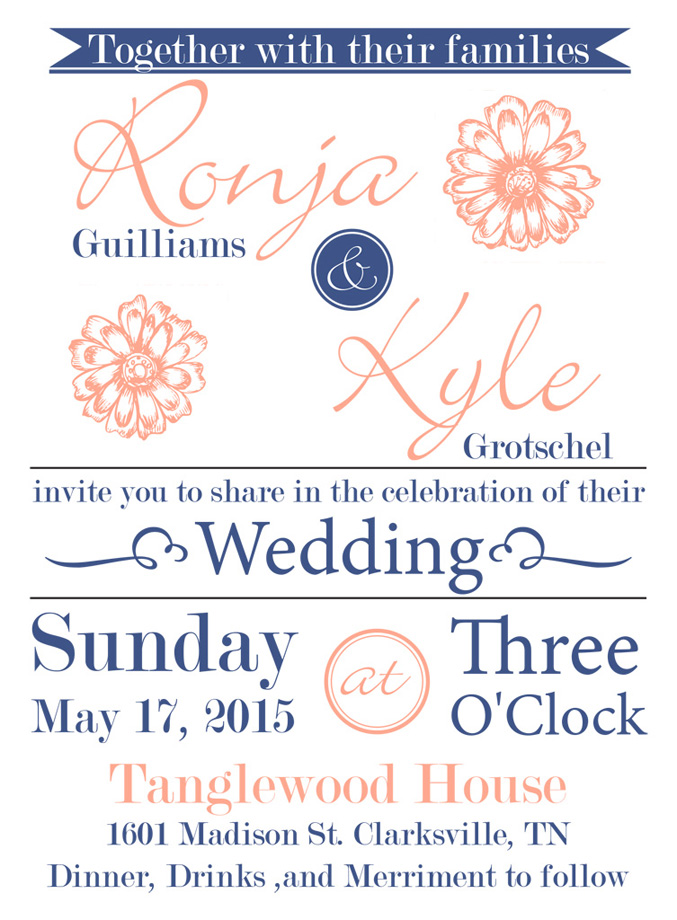 Together with their families
Ronja
Guilliams
&
Kyle
Grotschel
invite you to share in the celebration of their
Wedding
Sunday
May 17, 2015
at
Three
O'Clock
Tanglewood House
1601 Madison St. Clarksville, TN
Dinner, Drinks ,and Merriment to follow